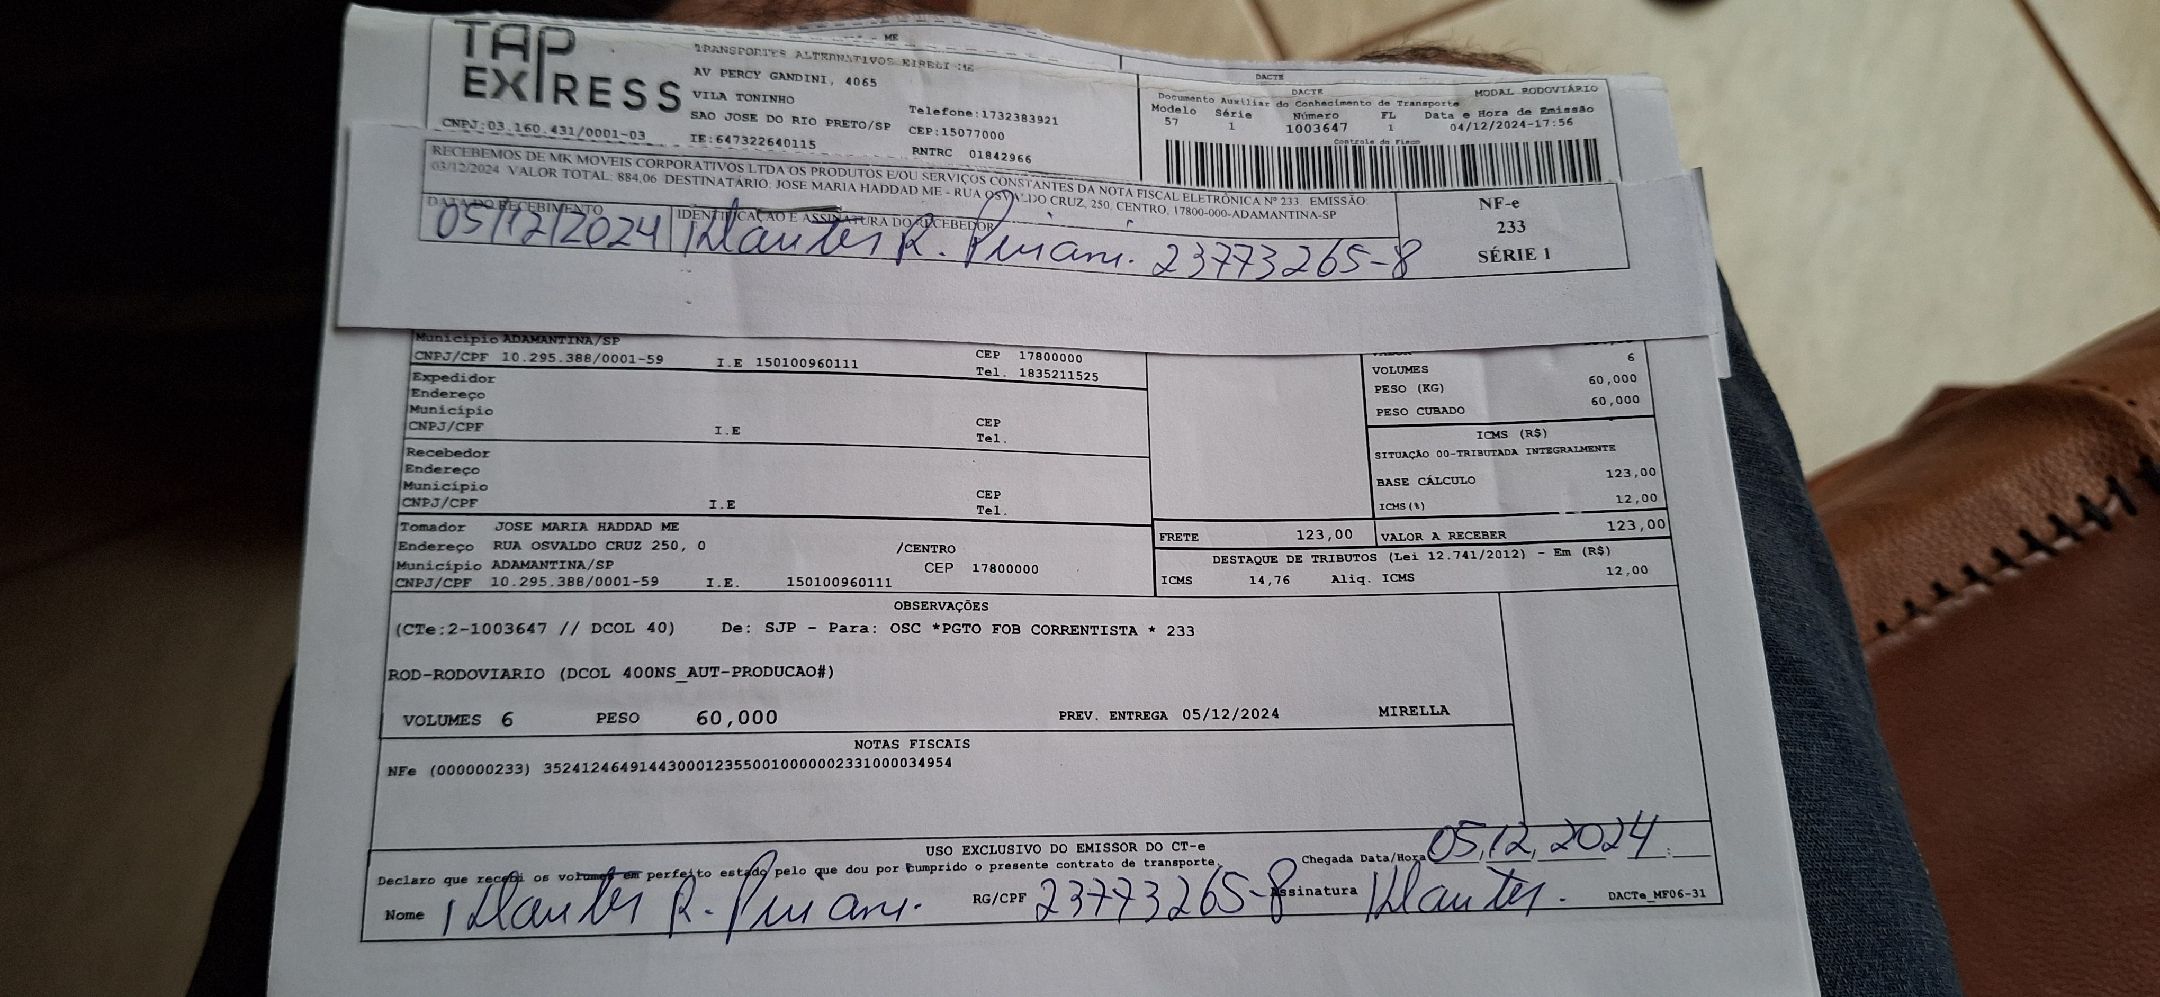 ME
TAP EXPRESS
TRANSPORTES ALTERNATIVOS EIRELI ME
AV PERCY GANDINI, 4065
VILA TONINHO
SAO JOSE DO RIO PRETO/SP
Telefone:1732383921
CEP:15077000
CNPJ:03.160.431/0001-03
IE:647322640115
RNTRC 01842966
DACTE
DACTE
MODAL RODOVIÁRIO
Documento Auxiliar do Conhecimento de Transporte
Modelo Série Número FL Data e Hora de Emissão
57 1 1003647 1 04/12/2024-17:56
Controle do Fisco
RECEBEMOS DE MK MOVEIS CORPORATIVOS LTDA OS PRODUTOS E/OU SERVIÇOS CONSTANTES DA NOTA FISCAL ELETRÔNICA Nº 233 EMISSÃO:
03/12/2024 VALOR TOTAL: 884,06 DESTINATÁRIO: JOSE MARIA HADDAD ME - RUA OSVALDO CRUZ, 250, CENTRO, 17800-000-ADAMANTINA-SP
DATA DO RECEBIMENTO
IDENTIFICAÇÃO E ASSINATURA DO RECEBEDOR
05/12/2024
R. 23773265-8
NF-e
233
SÉRIE 1
Município ADAMANTINA/SP
CNPJ/CPF 10.295.388/0001-59 I.E 150100960111
CEP 17800000
Tel. 1835211525
Expedidor
Endereço
Município CEP
CNPJ/CPF I.E Tel.
Recebedor
Endereço
Município CEP
CNPJ/CPF I.E Tel.
Tomador JOSE MARIA HADDAD ME
Endereço RUA OSVALDO CRUZ 250, 0 /CENTRO
Município ADAMANTINA/SP CEP 17800000
CNPJ/CPF 10.295.388/0001-59 I.E. 150100960111
VOLUMES 6
PESO (KG) 60,000
PESO CUBADO 60,000
ICMS (R$)
SITUAÇÃO 00-TRIBUTADA INTEGRALMENTE
BASE CÁLCULO 123,00
ICMS(%) 12,00
FRETE 123,00 VALOR A RECEBER 123,00
DESTAQUE DE TRIBUTOS (Lei 12.741/2012) - Em (R$)
ICMS 14,76 Aliq. ICMS 12,00
OBSERVAÇÕES
(CTe:2-1003647 // DCOL 40) De: SJP - Para: OSC *PGTO FOB CORRENTISTA * 233
ROD-RODOVIARIO (DCOL 400NS_AUT-PRODUCAO#)
VOLUMES 6 PESO 60,000 PREV. ENTREGA 05/12/2024 MIRELLA
NOTAS FISCAIS
NFe (000000233) 35241246491443000123550010000002331000034954
USO EXCLUSIVO DO EMISSOR DO CT-e
Declaro que recebi os volumes em perfeito estado pelo que dou por cumprido o presente contrato de transporte.
Chegada Data/Hora 05,12,2024 :
Nome R.
RG/CPF 23773265-8
Assinatura
DACTe_MF06-31